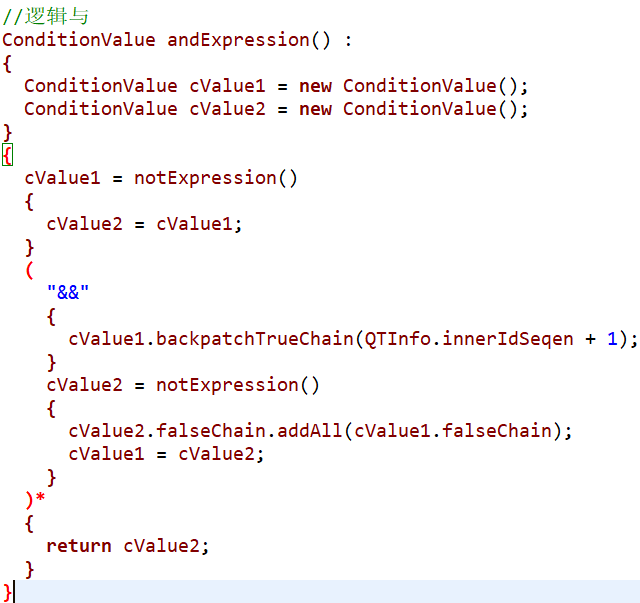 //逻辑与
ConditionValue andExpression() :
{
  ConditionValue cValue1 = new ConditionValue();
  ConditionValue cValue2 = new ConditionValue();
}
{
  cValue1 = notExpression()
  {
    cValue2 = cValue1;
  }
  (
    "&&"
    {
      cValue1.backpatchTrueChain(QTInfo.innerIdSeqen + 1);
    }
    cValue2 = notExpression()
    {
      cValue2.falseChain.addAll(cValue1.falseChain);
      cValue1 = cValue2;
    }
  )*
  {
    return cValue2;
  }
}